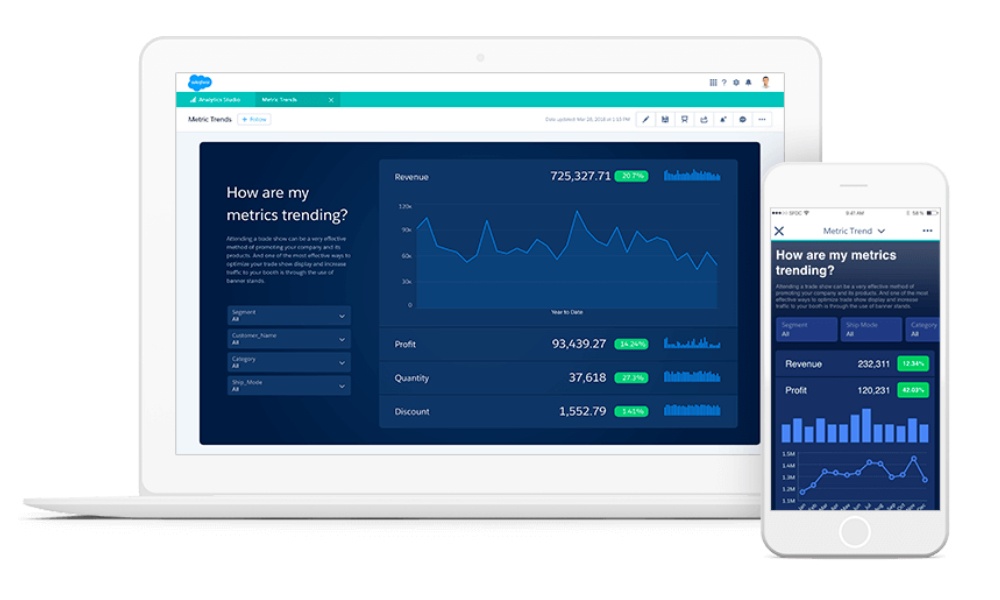 salesforce
Analytics Studio
Metric Trends
Metric Trends
+ Follow
Data updated Mar 28, 2018 at 1:10 PM
How are my
metrics trending?
Attending a trade show can be a very effective
method of promoting your company and its
products. And one of the most effective ways to
optimize your trade show display and increase
traffic to your booth is through the use of
banner stands.
Segment
All
Customer_Name
All
Category
All
Ship_Mode
All
Revenue 725,327.71 20.7%
120k
90k
60k
30k
0
Year to Date
Profit 93,439.27 14.24%
Quantity 37,618 27.3%
Discount 1,552.79 1.41%
SFDC 9:41 AM 58%
Metric Trend
How are my metrics
trending?
Attending a trade show can be a very effective method of
promoting your company and its products. And one of the most
effective ways to optimize trade show display and increase
traffic to your booth is through the use of banner stands.
Segment
All
Ship Mode
All
Category
All
Revenue 232,311 12.34%
Profit 120,231 42.03%
1.5M
1.4M
1.3M
1.2M
1.1M
Jan Feb Mar Apr May Jun Jul Aug Sep Oct Nov Dec